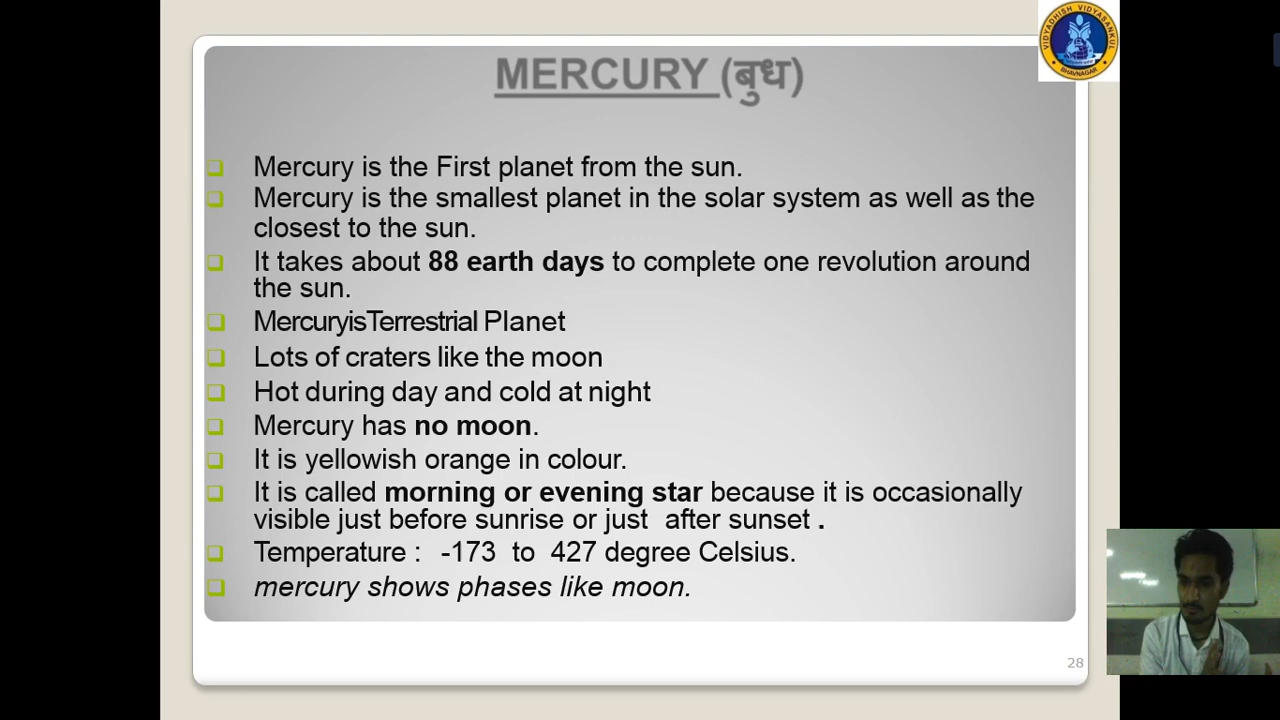 MERCURY (बुध)
VIDYADHISH VIDYASANKUL
BHAVNAGAR
Mercury is the First planet from the sun.
Mercury is the smallest planet in the solar system as well as the
closest to the sun.
It takes about 88 earth days to complete one revolution around
the sun.
MercuryisTerrestrial Planet
Lots of craters like the moon
Hot during day and cold at night
Mercury has no moon.
It is yellowish orange in colour.
It is called morning or evening star because it is occasionally
visible just before sunrise or just after sunset .
Temperature : -173 to 427 degree Celsius.
mercury shows phases like moon.
28